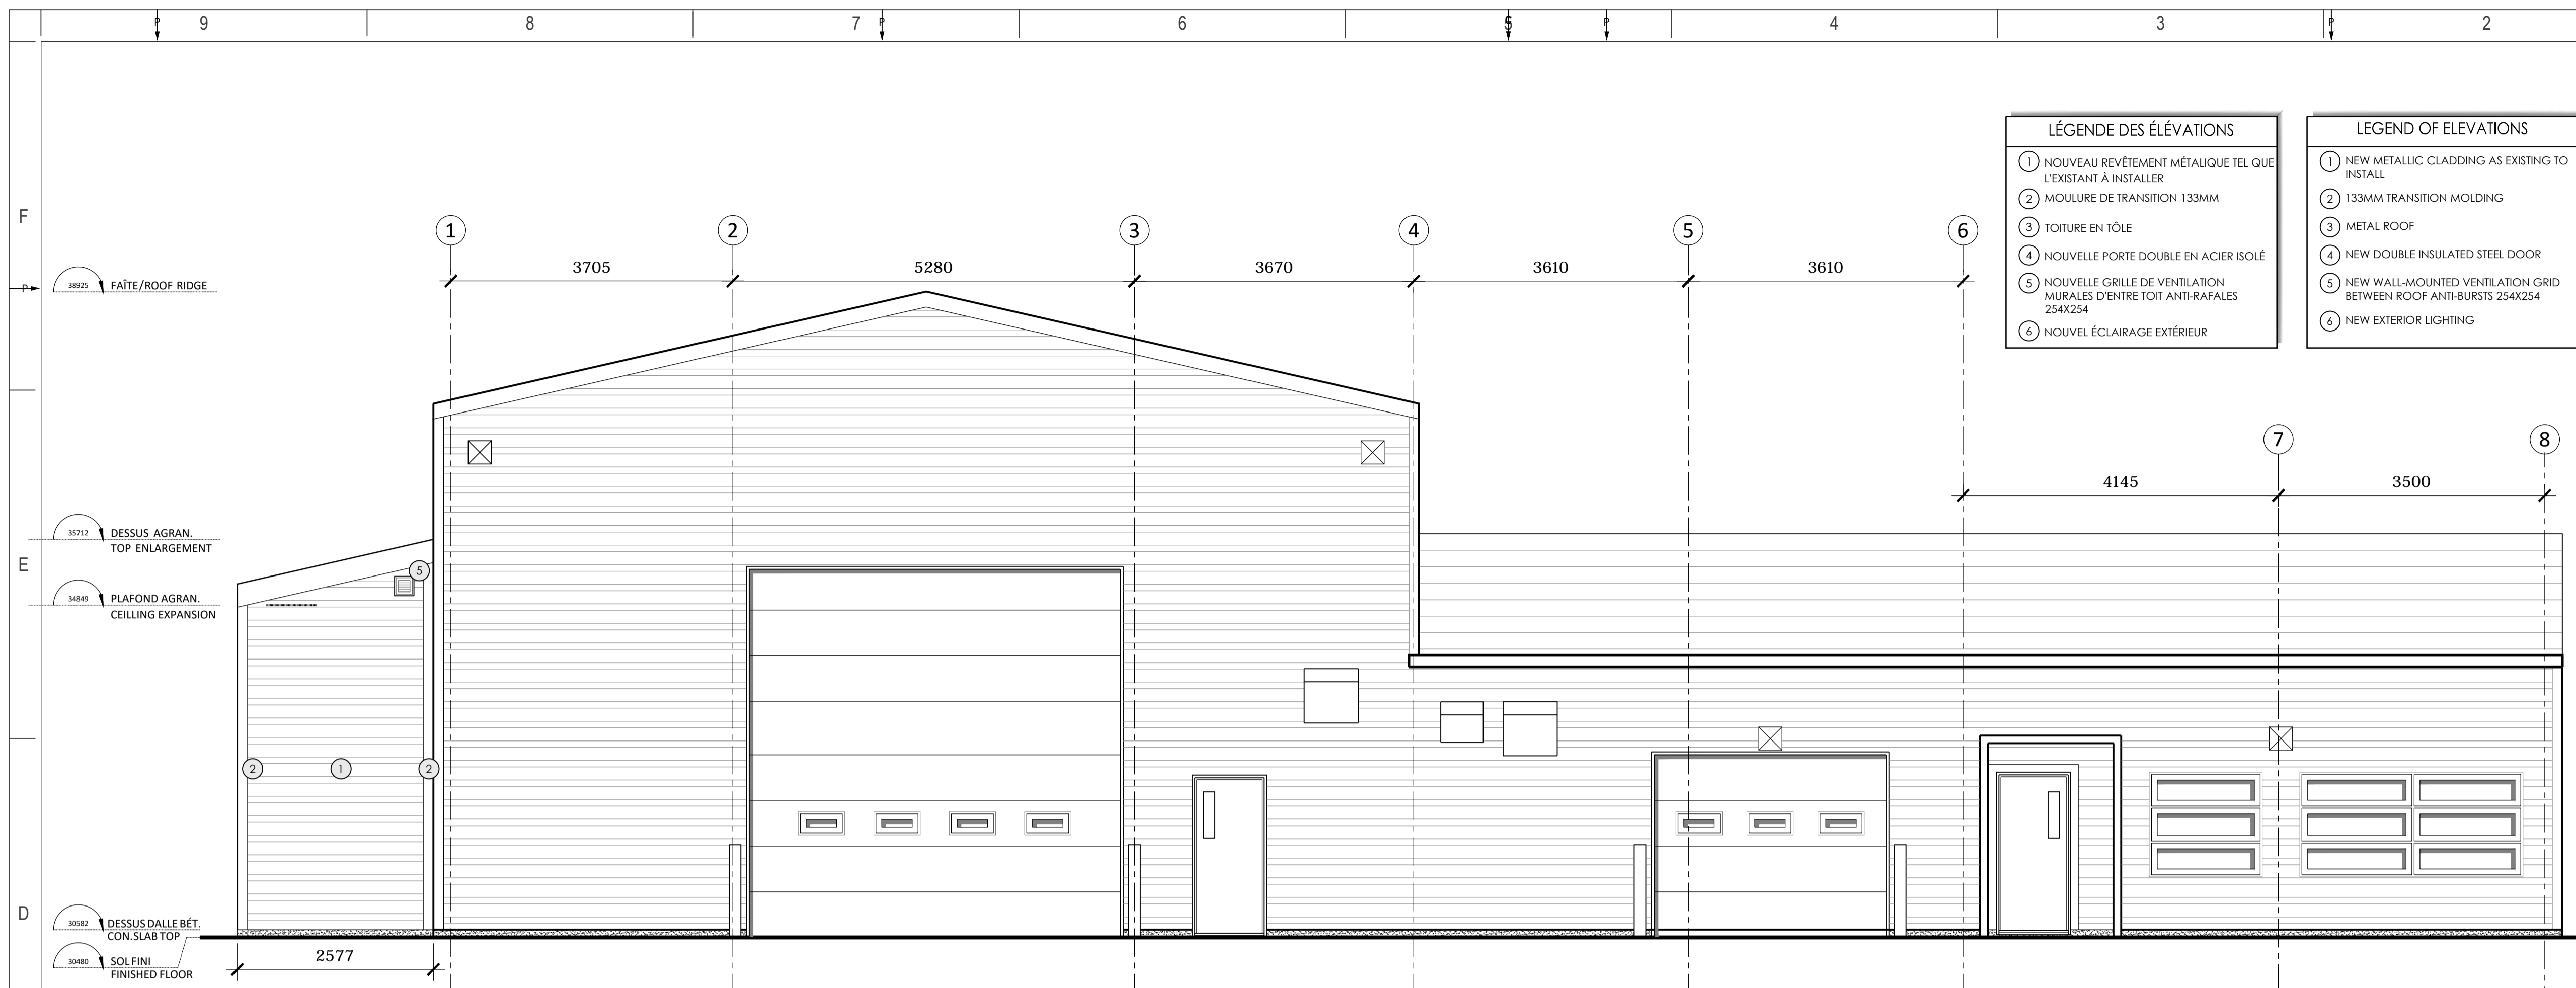 9 8 7 6 5 4 3 2
P P P P
LÉGENDE DES ÉLÉVATIONS
1 NOUVEAU REVÊTEMENT MÉTALIQUE TEL QUE
L'EXISTANT À INSTALLER
2 MOULURE DE TRANSITION 133MM
3 TOITURE EN TÔLE
4 NOUVELLE PORTE DOUBLE EN ACIER ISOLÉ
5 NOUVELLE GRILLE DE VENTILATION
MURALES D'ENTRE TOIT ANTI-RAFALES
254X254
6 NOUVEL ÉCLAIRAGE EXTÉRIEUR
LEGEND OF ELEVATIONS
1 NEW METALLIC CLADDING AS EXISTING TO
INSTALL
2 133MM TRANSITION MOLDING
3 METAL ROOF
4 NEW DOUBLE INSULATED STEEL DOOR
5 NEW WALL-MOUNTED VENTILATION GRID
BETWEEN ROOF ANTI-BURSTS 254X254
6 NEW EXTERIOR LIGHTING
F
1 2 3 4 5 6
3705 5280 3670 3610 3610
P
38925 FAÎTE/ROOF RIDGE
7 8
4145 3500
35712 DESSUS AGRAN.
TOP ENLARGEMENT
E
5
34849 PLAFOND AGRAN.
CEILLING EXPANSION
2 1 2
D
30582 DESSUS DALLE BÉT.
CON.SLAB TOP
2577
30480 SOL FINI
FINISHED FLOOR